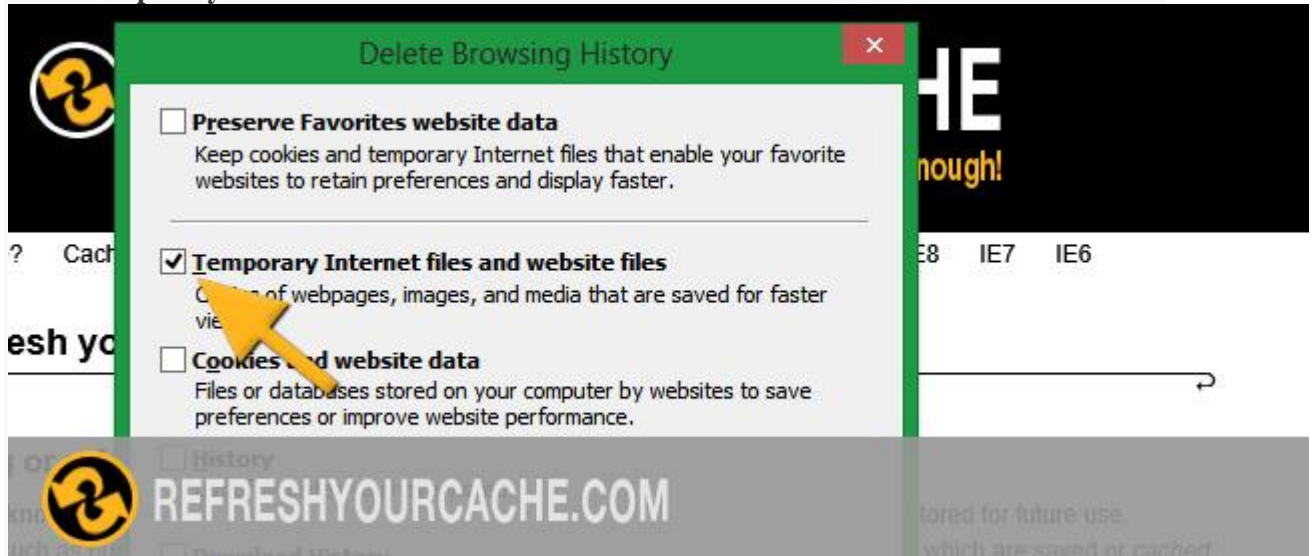 Delete Browsing History
HE
nough!
Preserve Favorites website data
Keep cookies and temporary Internet files that enable your favorite
websites to retain preferences and display faster.
? Cach
E8 IE7 IE6
Temporary Internet files and website files
of webpages, images, and media that are saved for faster
esh yo
Cookies and website data
Files or databases stored on your computer by websites to save
preferences or improve website performance.
History
REFRESHYOURCACHE.COM
tored for future use.
Download History
which are saved or cached